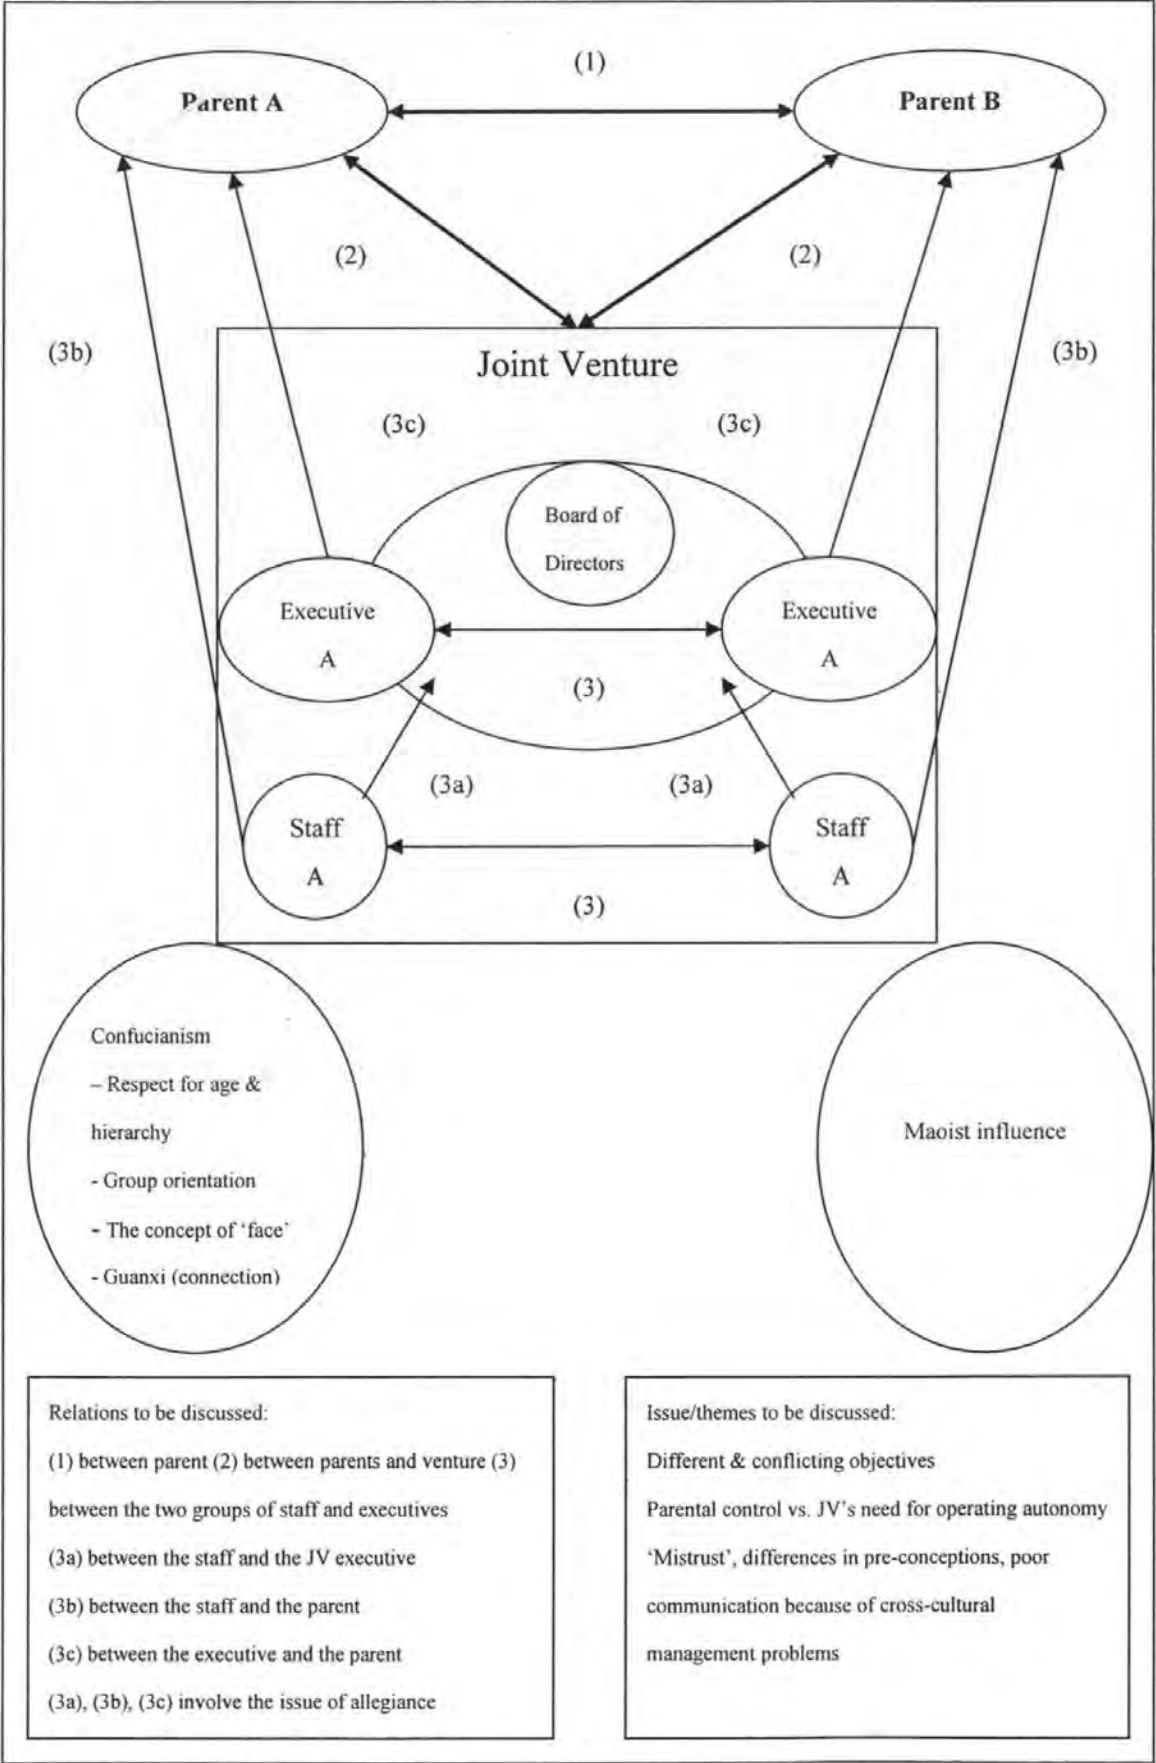 (1)
Parent A
Parent B
(2)
(2)
(3b)
(3b)
Joint Venture
(3c)
(3c)
Board of
Directors
Executive
A
Executive
A
(3)
(3a)
(3a)
Staff
A
Staff
A
(3)
Confucianism
– Respect for age &
hierarchy
- Group orientation
- The concept of ‘face’
- Guanxi (connection)
Maoist influence
Relations to be discussed:
(1) between parent (2) between parents and venture (3)
between the two groups of staff and executives
(3a) between the staff and the JV executive
(3b) between the staff and the parent
(3c) between the executive and the parent
(3a), (3b), (3c) involve the issue of allegiance
Issue/themes to be discussed:
Different & conflicting objectives
Parental control vs. JV’s need for operating autonomy
‘Mistrust’, differences in pre-conceptions, poor
communication because of cross-cultural
management problems